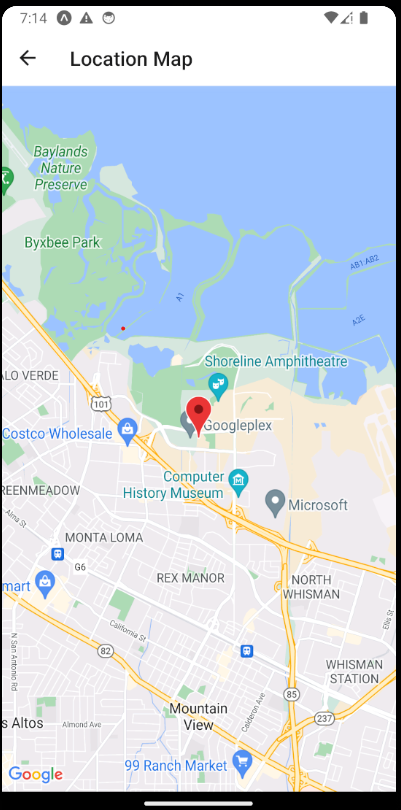 7:14
Location Map
Baylands
Nature
Preserve
Byxbee Park
AB1:AB2
A1
A2E
Shoreline Amphitheatre
ALO VERDE
101
Googleplex
Costco Wholesale
Computer
History Museum
Microsoft
REENMEADOW
Alma St
MONTA LOMA
G6
REX MANOR
NORTH
WHISMAN
mart
California St
Ellis St
N San Antonio Rd
82
WHISMAN
STATION
85
Calderon Ave
237
s Altos
Almond Ave
Mountain
View
99 Ranch Market
Google